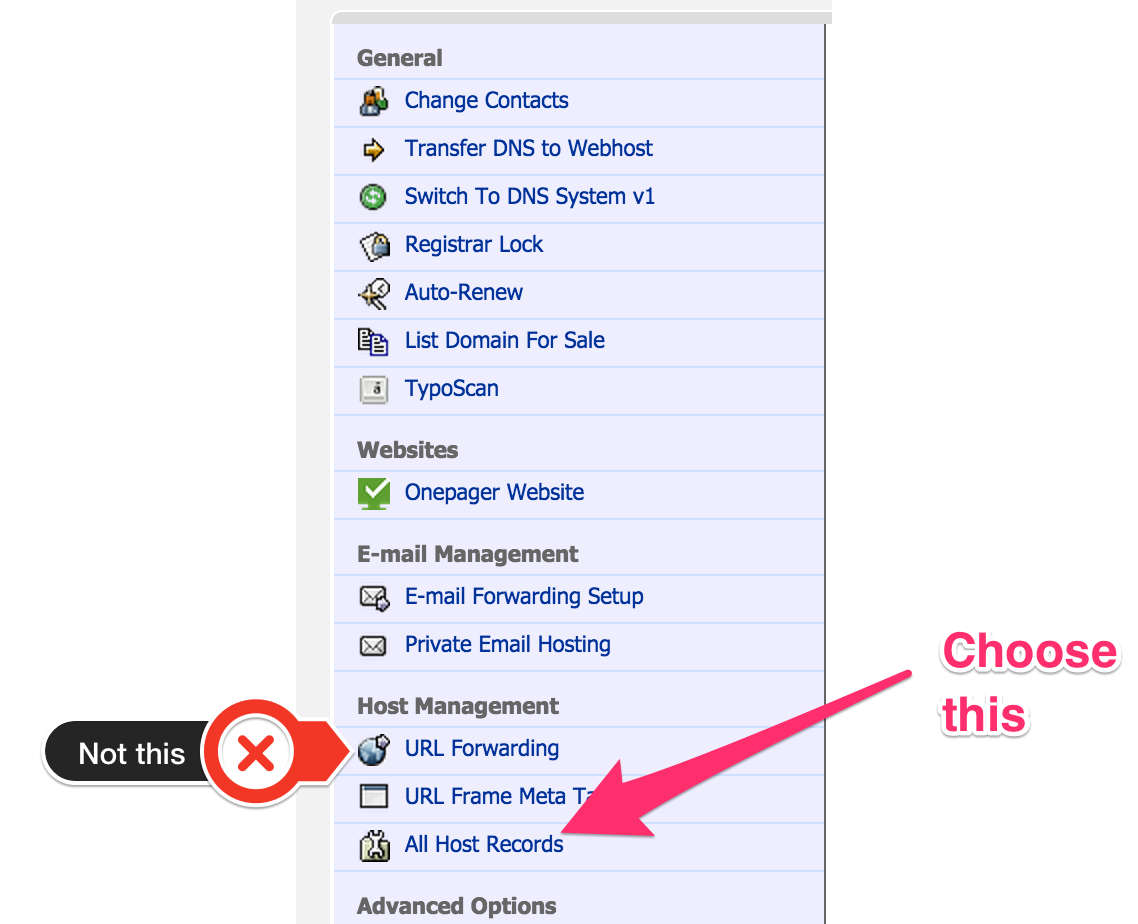 General
Change Contacts
Transfer DNS to Webhost
Switch To DNS System v1
Registrar Lock
Auto-Renew
List Domain For Sale
TypoScan
Websites
Onepager Website
E-mail Management
E-mail Forwarding Setup
Private Email Hosting
Choose
this
Host Management
Not this
URL Forwarding
URL Frame Meta
All Host Records
Advanced Options